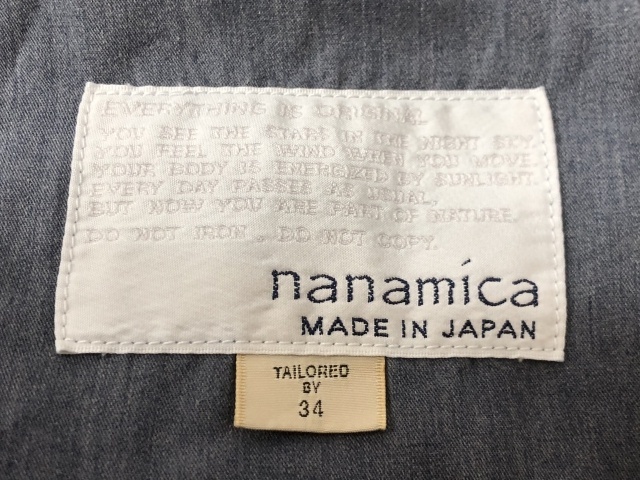 EVERYTHING IS ORIGINAL
YOU SEE THE STARS IN THE NIGHT SKY.
YOU FEEL THE WIND WHEN YOU MOVE.
YOUR BODY IS ENERGIZED BY SUNLIGHT.
EVERY DAY PASSES AS USUAL,
BUT NOW YOU ARE PART OF NATURE.
DO NOT IRON , DO NOT COPY.
nanamica
MADE IN JAPAN
TAILORED
BY
34